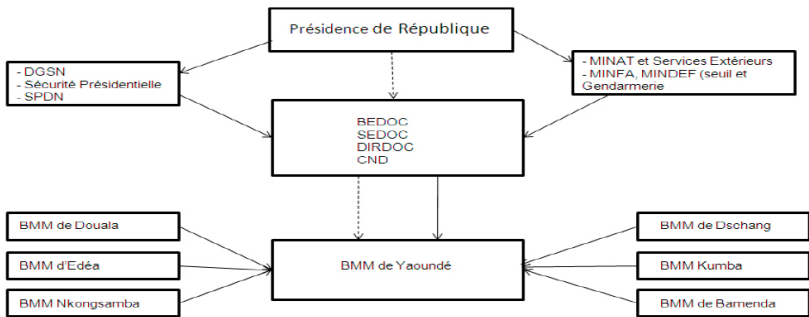 Présidence de République
- DGSN
- Sécurité Présidentielle
- SPDN
- MINAT et Services Extérieurs
- MINFA, MINDEF (seuil et
Gendarmerie
BEDOC
SEDOC
DIRDOC
CND
BMM de Douala
BMM d'Edéa
BMM Nkongsamba
BMM de Yaoundé
BMM de Dschang
BMM Kumba
BMM de Bamenda